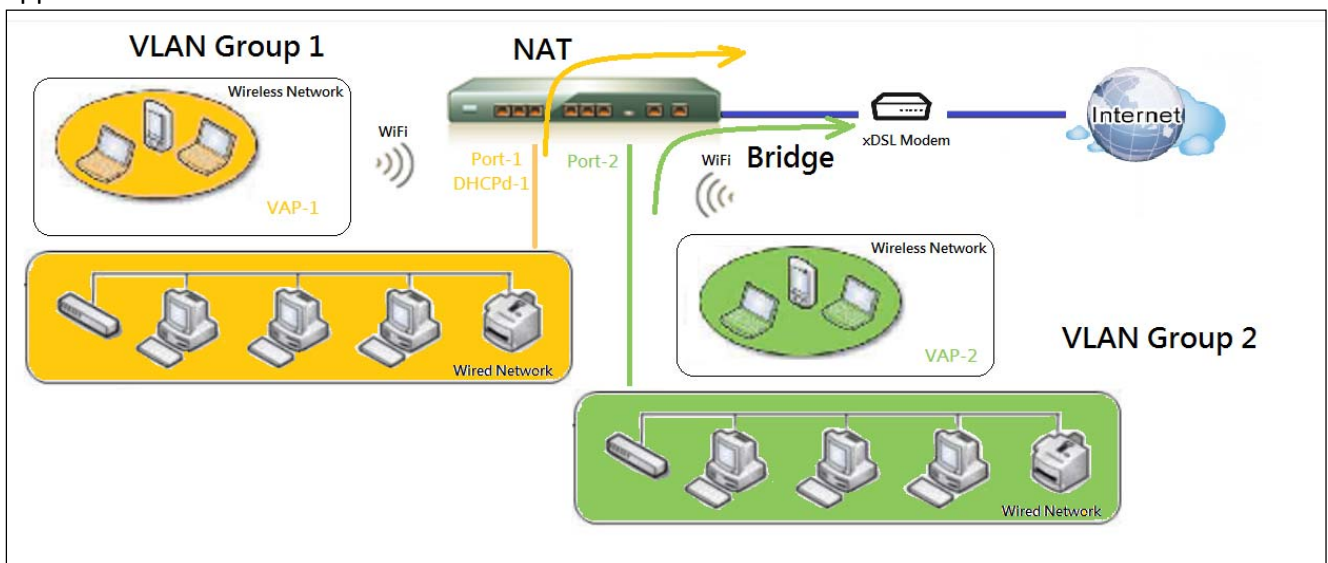 VLAN Group 1
NAT
Wireless Network
WiFi
VAP-1
Port-1
DHCPd-1
Port-2
WiFi
Bridge
xDSL Modem
Internet
Wired Network
Wireless Network
VAP-2
VLAN Group 2
Wired Network